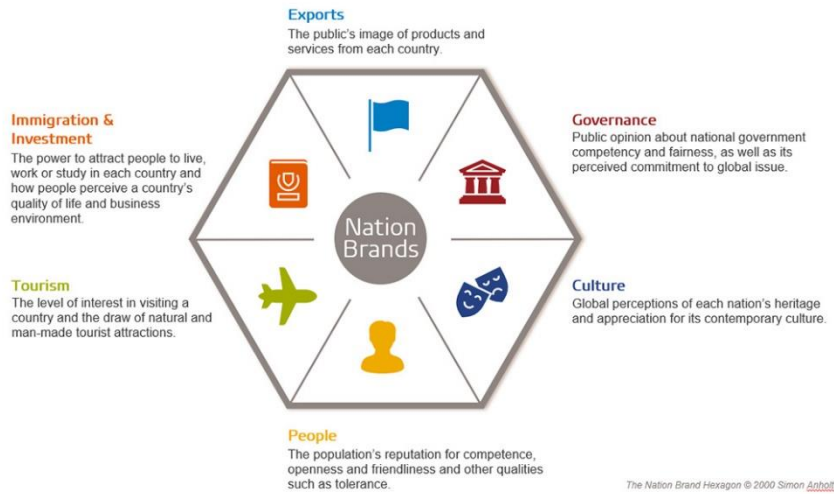 Exports
The public's image of products and
services from each country.
Immigration &
Investment
The power to attract people to live,
work or study in each country and
how people perceive a country's
quality of life and business
environment.
Governance
Public opinion about national government
competency and fairness, as well as its
perceived commitment to global issue.
Nation
Brands
Tourism
The level of interest in visiting a
country and the draw of natural and
man-made tourist attractions.
Culture
Global perceptions of each nation's heritage
and appreciation for its contemporary culture.
People
The population's reputation for competence,
openness and friendliness and other qualities
such as tolerance.
The Nation Brand Hexagon © 2000 Simon Anholt